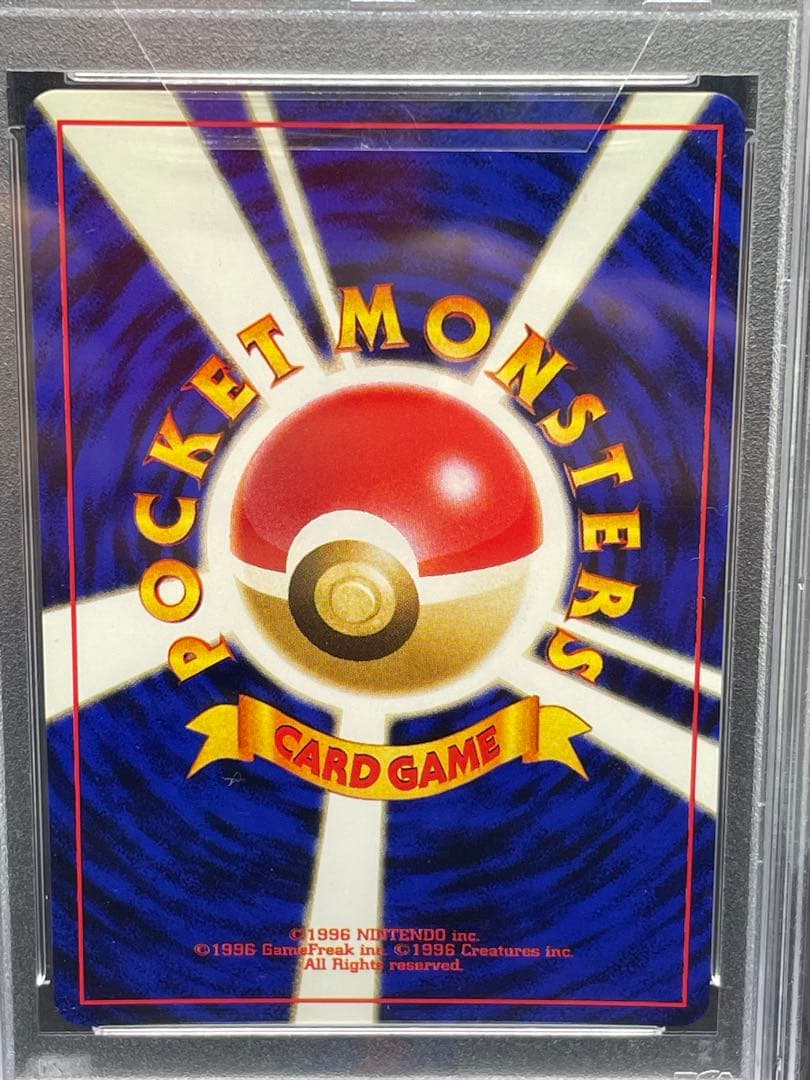 POCKET MONSTERS
CARD GAME
©1996 NINTENDO inc.
©1996 GameFreak inc. ©1996 Creatures inc.
All Rights reserved.